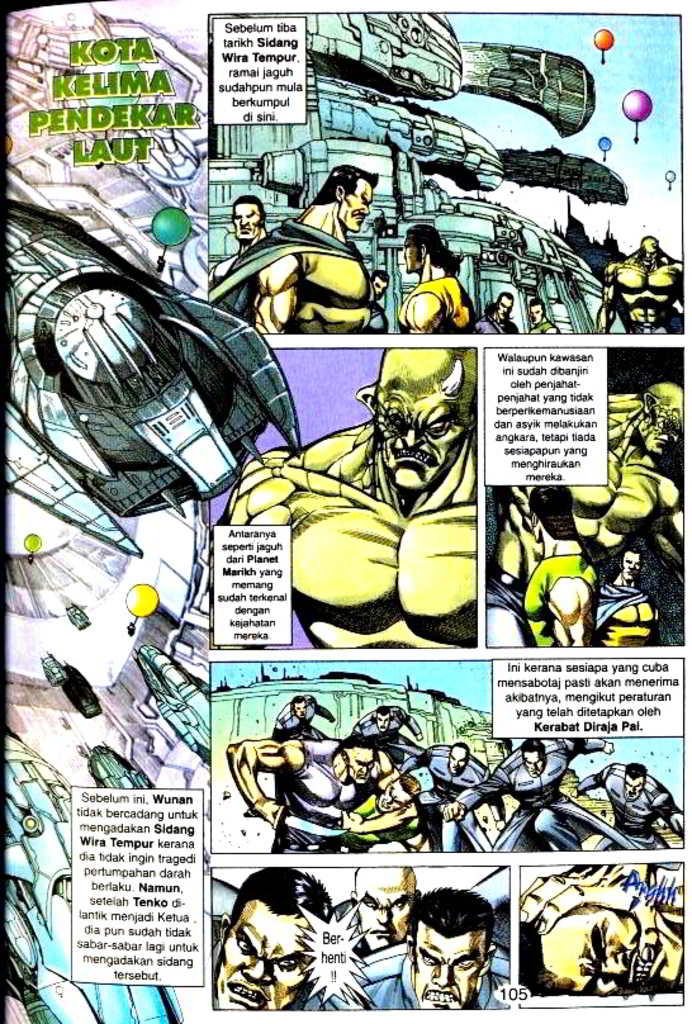 KOTA
KELIMA
PENDEKAR
LAUT
Sebelum tiba
tarikh Sidang
Wira Tempur,
ramai jaguh
sudahpun mula
berkumpul
di sini.
Antaranya
seperti jaguh
dari Planet
Marikh yang
memang
sudah terkenal
dengan
kejahatan
mereka.
Walaupun kawasan
ini sudah dibanjiri
oleh penjahat-
penjahat yang tidak
berperikemanusiaan
dan asyik melakukan
angkara, tetapi tiada
sesiapapun yang
menghiraukan
mereka.
Ini kerana sesiapa yang cuba
mensabotaj pasti akan menerima
akibatnya, mengikut peraturan
yang telah ditetapkan oleh
Kerabat Diraja Pai.
Sebelum ini, Wunan
tidak bercadang untuk
mengadakan Sidang
Wira Tempur kerana
dia tidak ingin tragedi
pertumpahan darah
berlaku. Namun,
setelah Tenko di-
lantik menjadi Ketua ,
dia pun sudah tidak
sabar-sabar lagi untuk
mengadakan sidang
tersebut.
Ber-
henti
!!
105